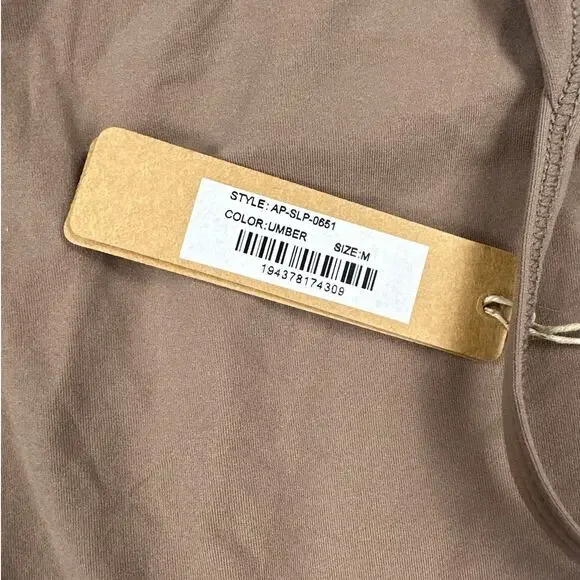 STYLE: AP-SLP-0651
COLOR:UMBER SIZE:M
194378174309